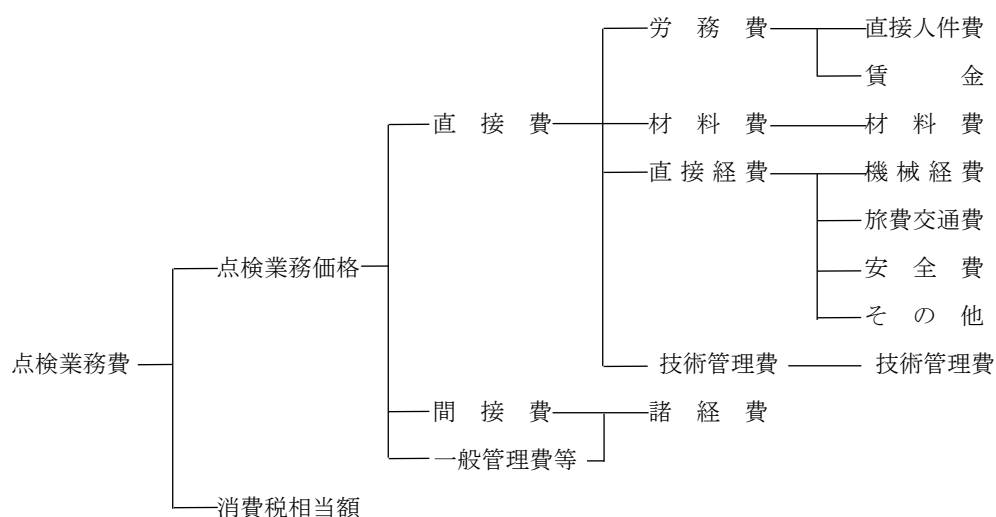 労務費 直接人件費
賃金
直接費 材料費 材料費
直接経費 機械経費
旅費交通費
点検業務価格 安全費
その他
点検業務費 技術管理費 技術管理費
間接費 諸経費
一般管理費等
消費税相当額